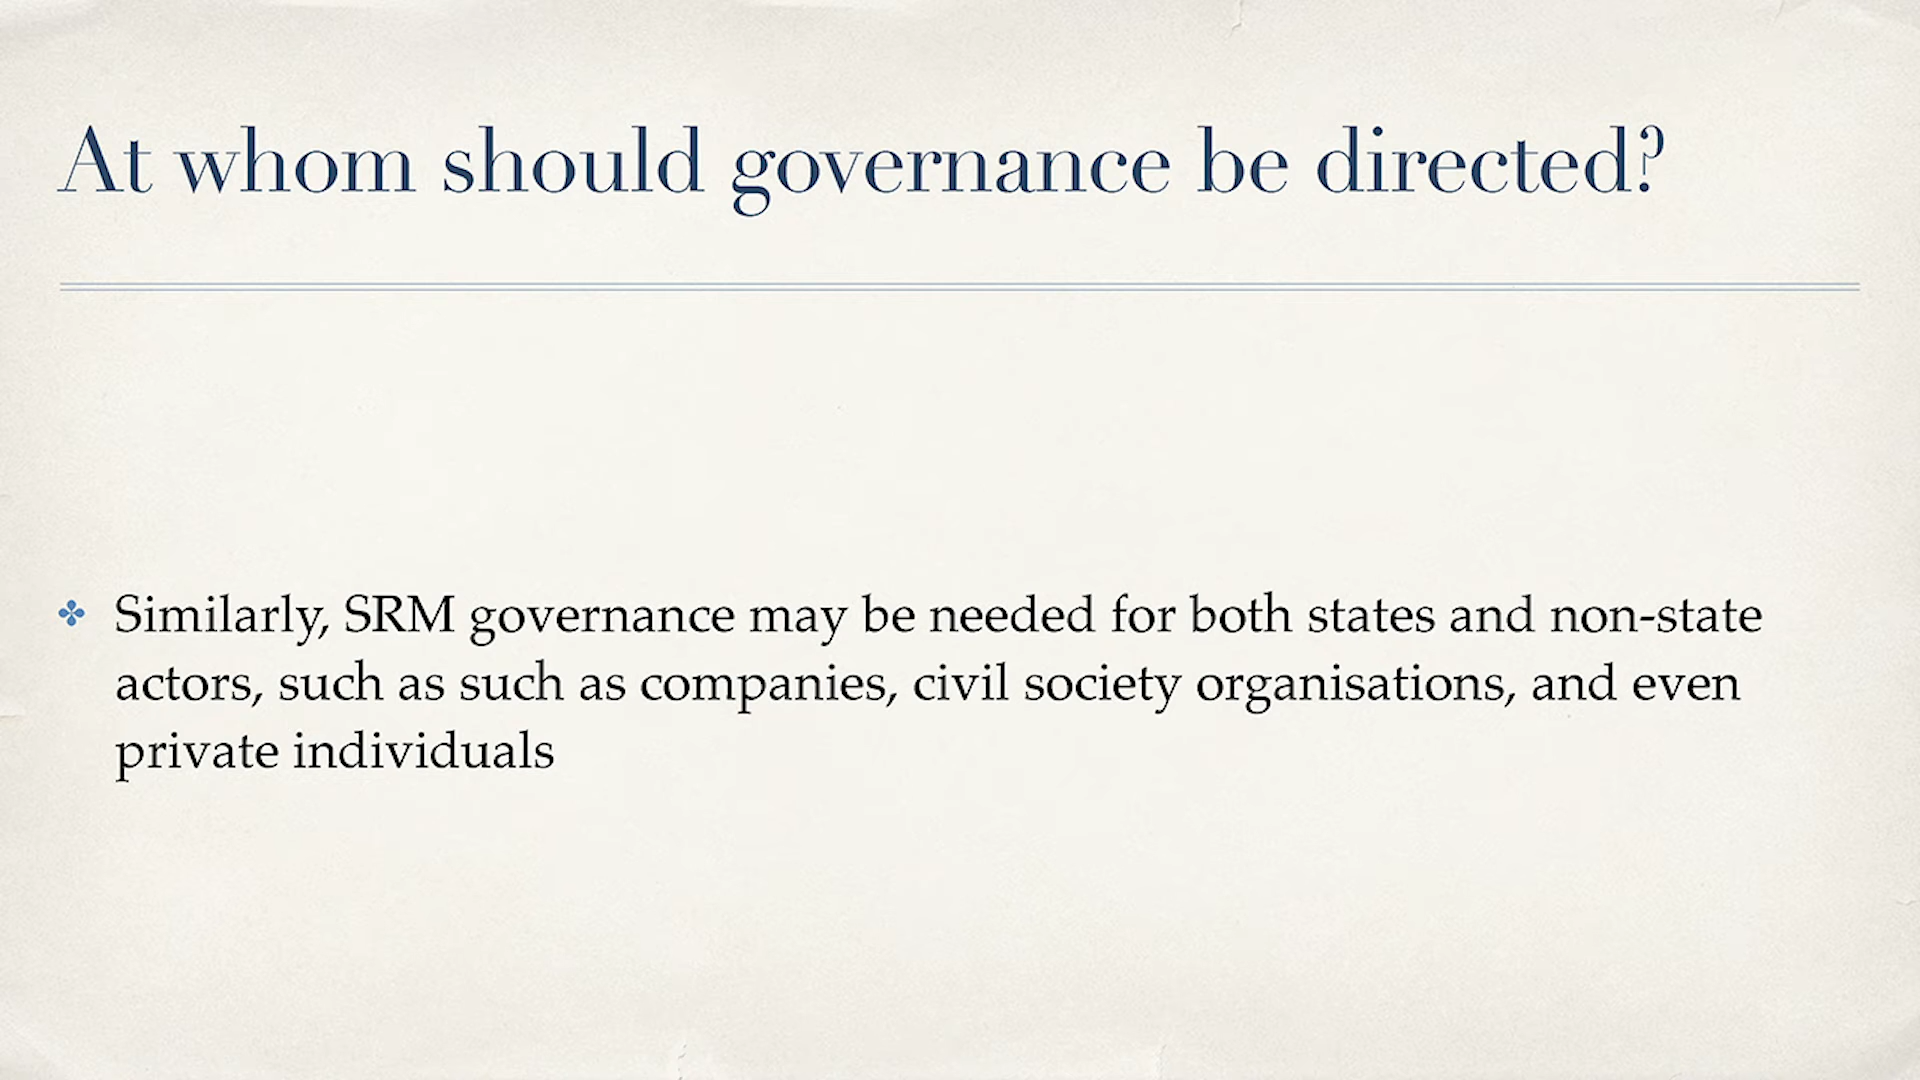 At whom should governance be directed?
Similarly, SRM governance may be needed for both states and non-state
actors, such as such as companies, civil society organisations, and even
private individuals